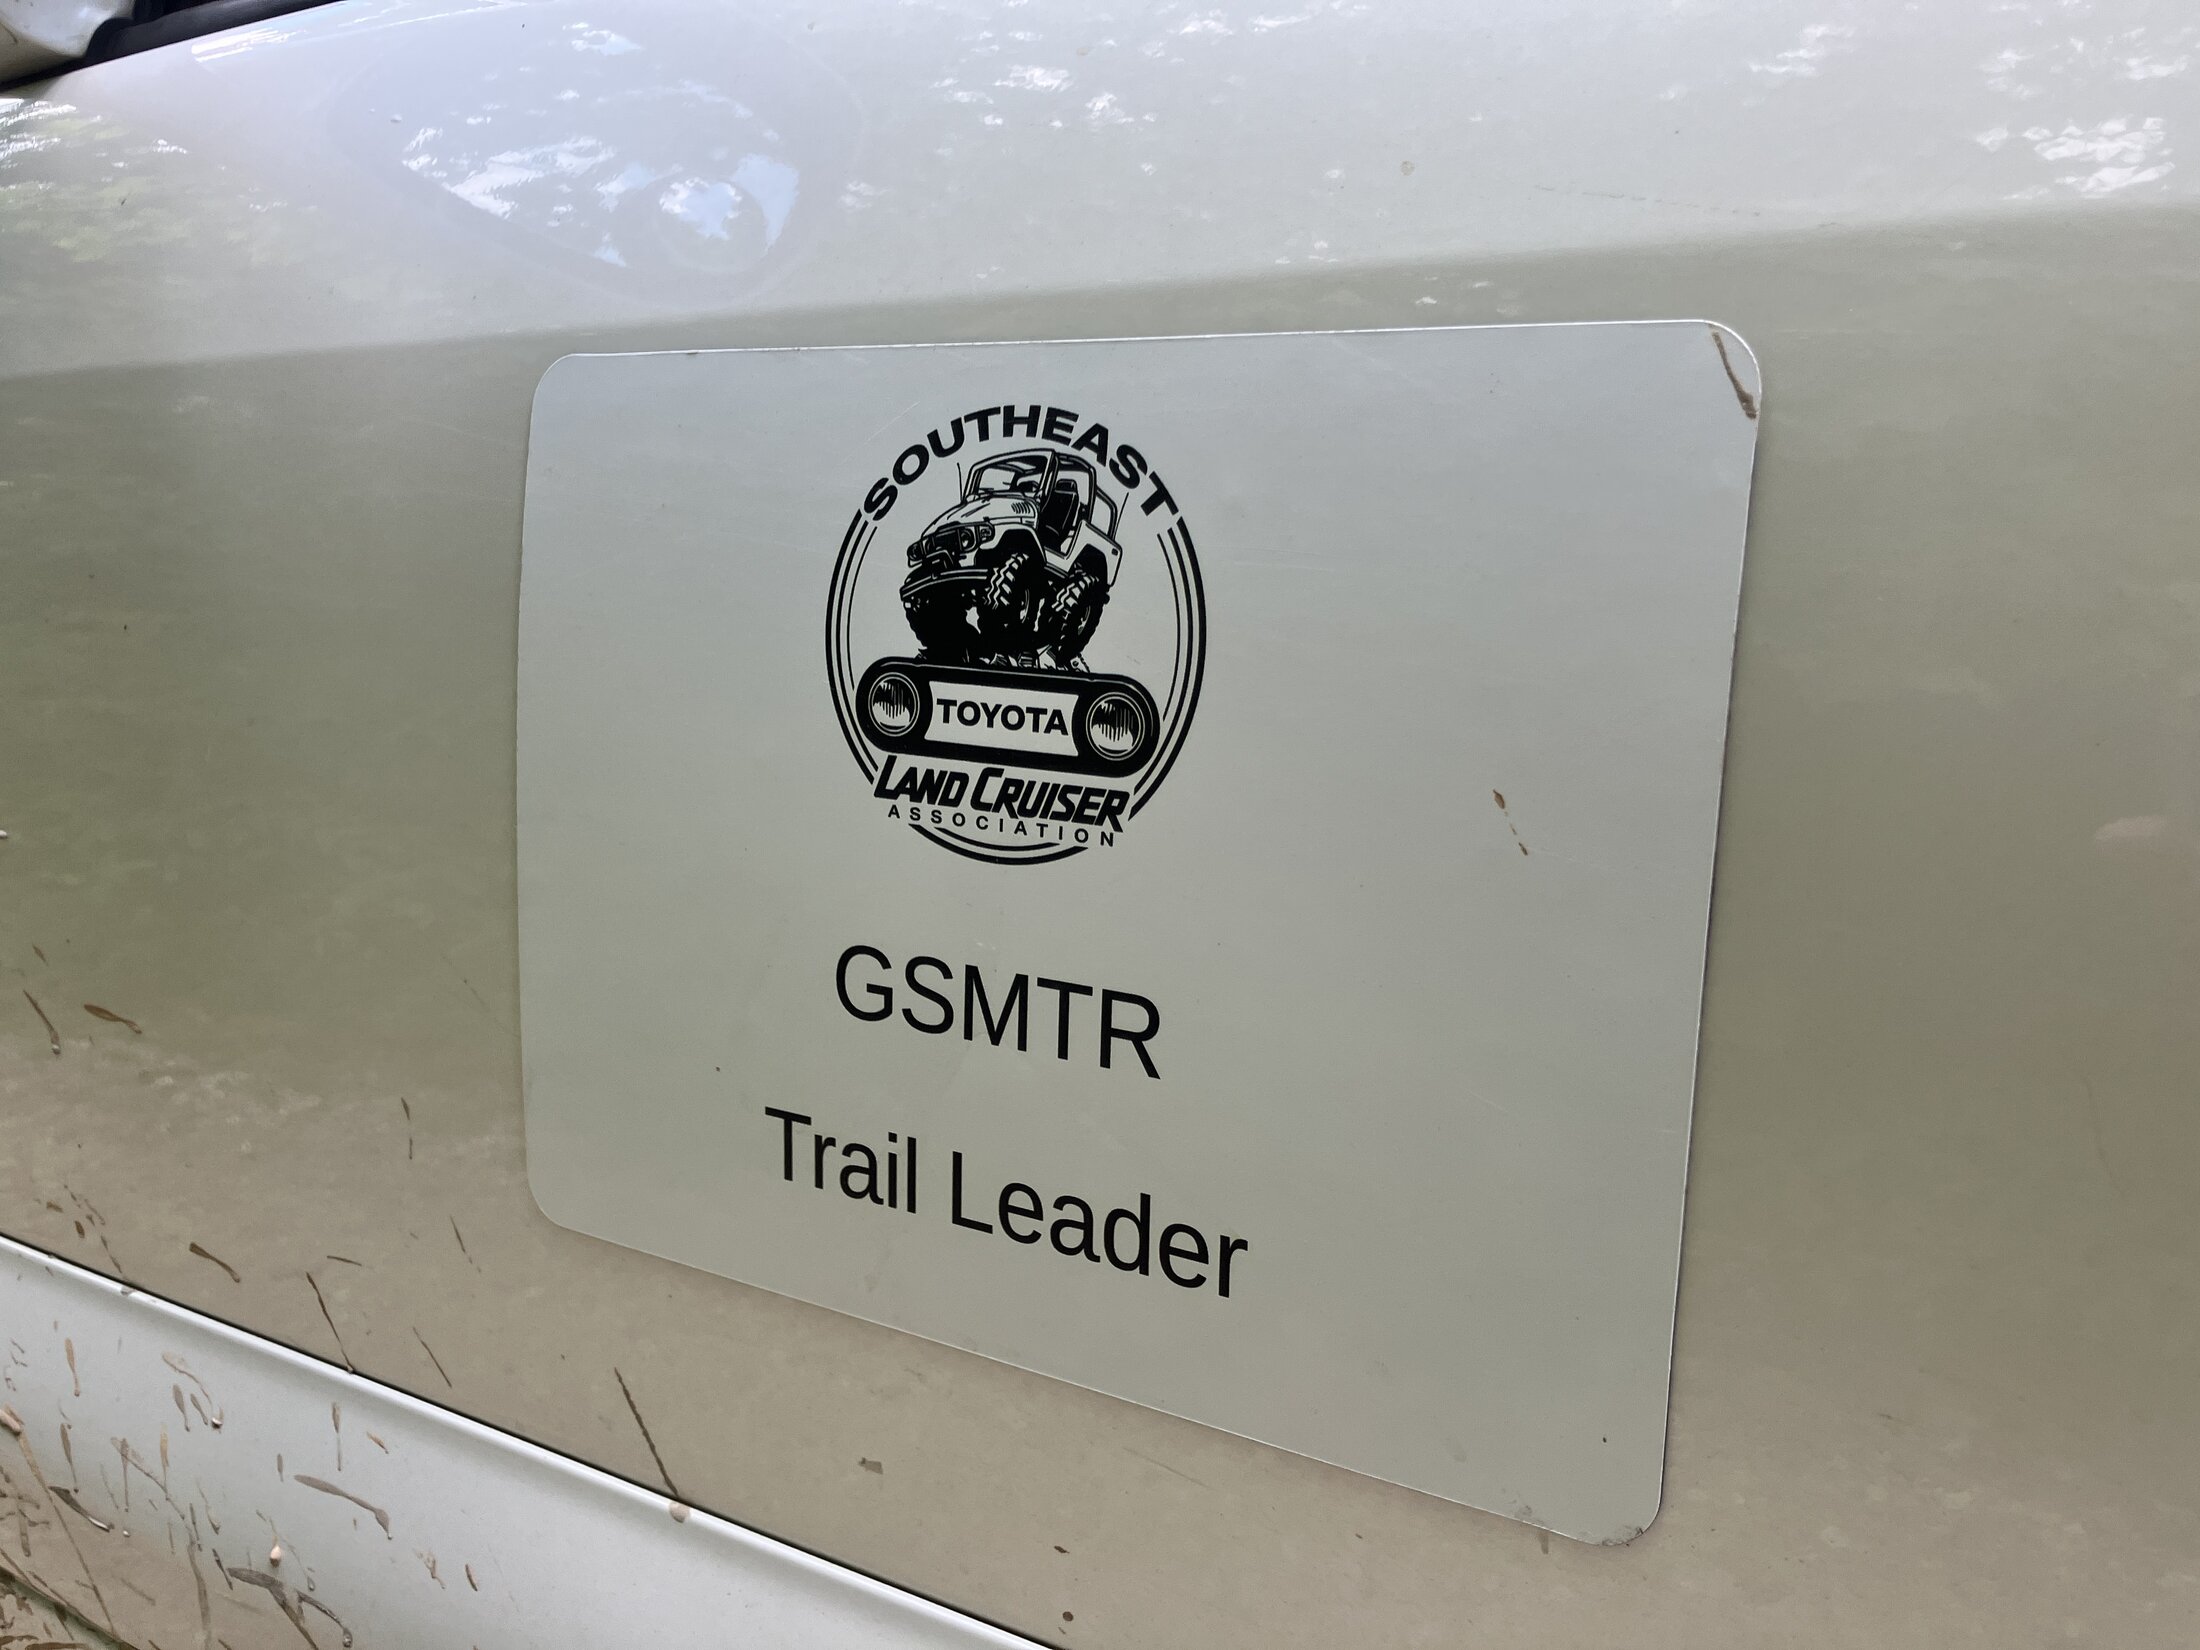 SOUTHEAST
TOYOTA
LAND CRUISER
ASSOCIATION
GSMTR
Trail Leader